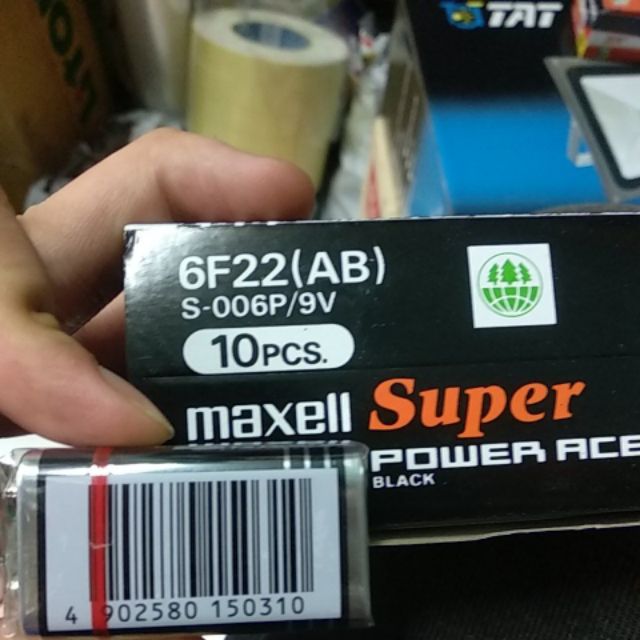 TAT
6F22(AB)
S-006P/9V
10PCS.
maxell Super
POWER ACE
BLACK
4 902580 150310